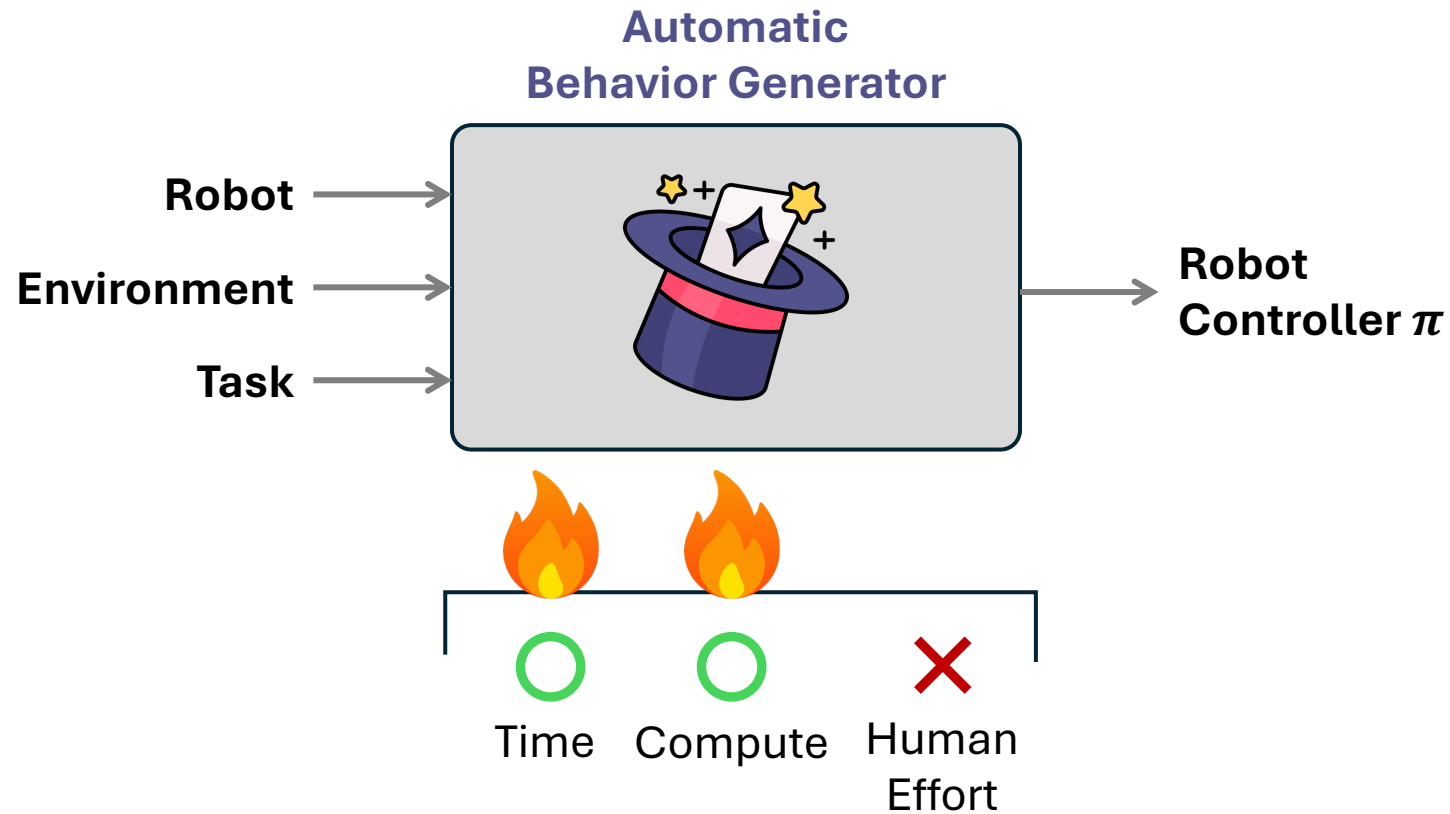 Automatic
Behavior Generator
Robot
Environment
Task
Robot
Controller π
Time
Compute
Human
Effort